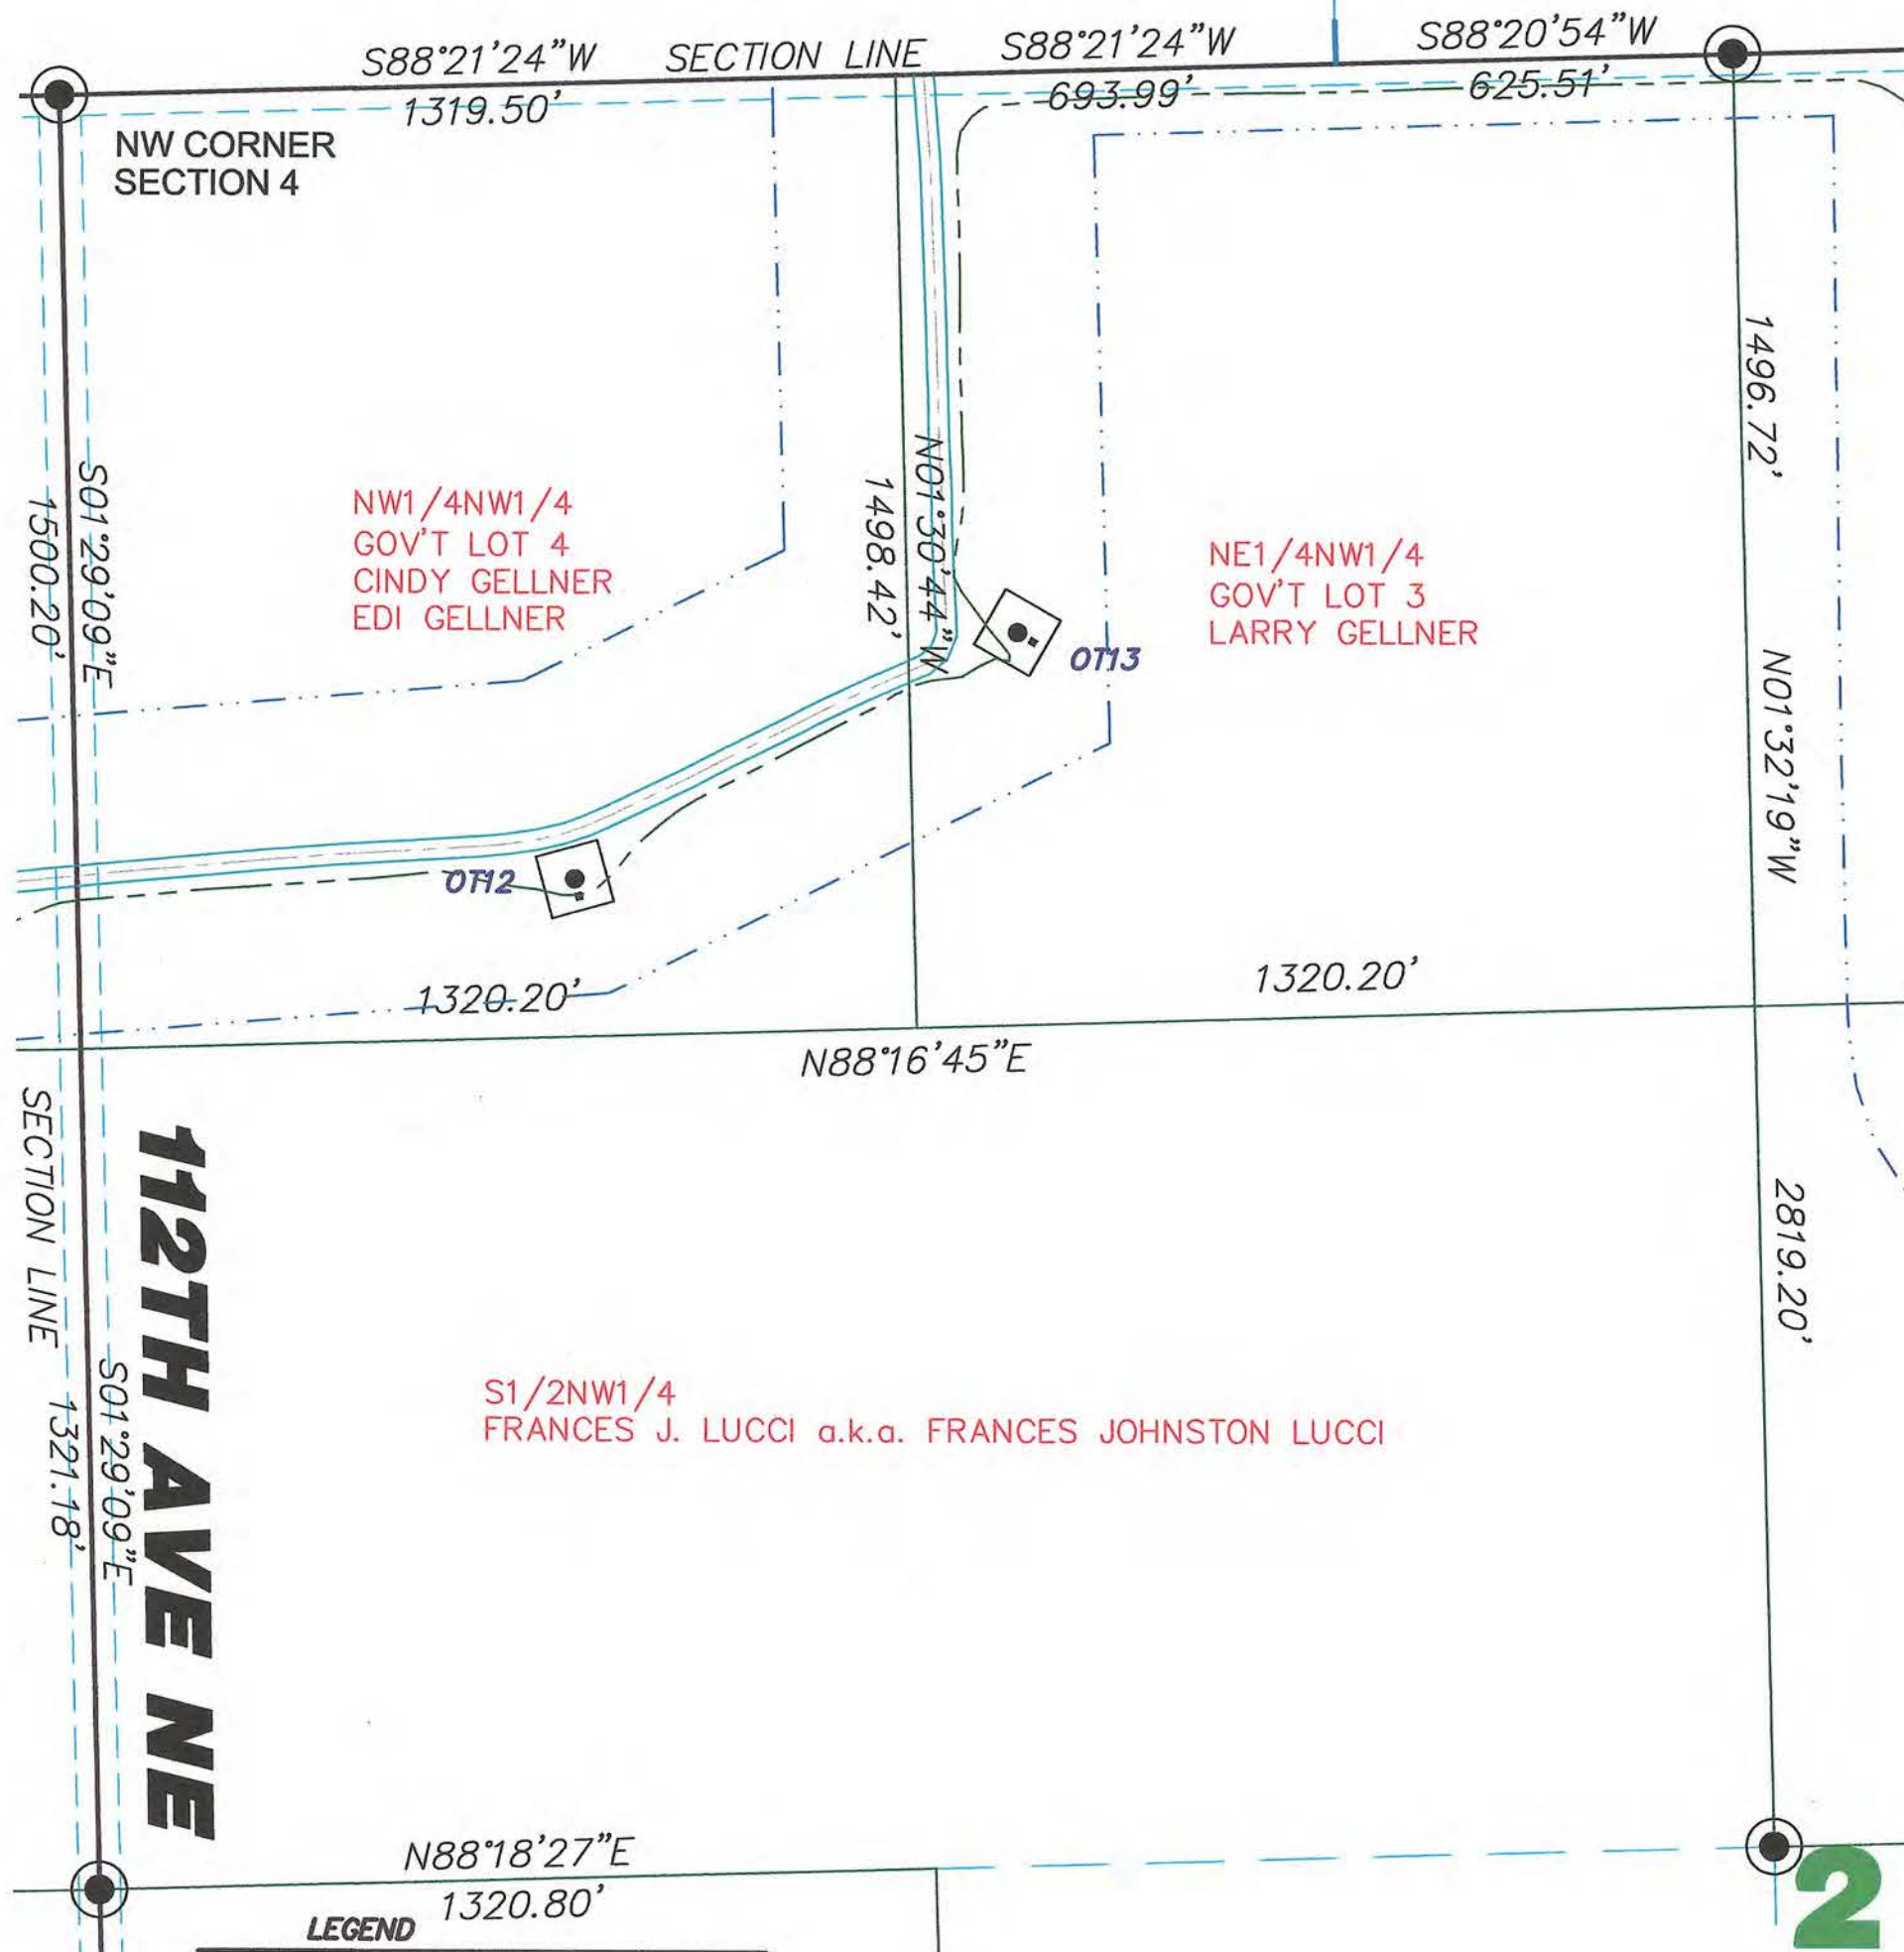 S88°21'24"W SECTION LINE S88°21'24"W S88°20'54"W
1319.50' 693.99' 625.51'
NW CORNER
SECTION 4
S01°29'09"E
1500.20'
NW1/4NW1/4
GOV'T LOT 4
CINDY GELLNER
EDI GELLNER
N01°30'44"W
1498.42'
NE1/4NW1/4
GOV'T LOT 3
LARRY GELLNER
1496.72'
N01°32'19"W
OT13
OT12
1320.20'
1320.20'
N88°16'45"E
SECTION LINE
1321.18'
S01°29'09"E
112TH AVE NE
2819.20'
S1/2NW1/4
FRANCES J. LUCCI a.k.a. FRANCES JOHNSTON LUCCI
N88°18'27"E
1320.80'
LEGEND
2